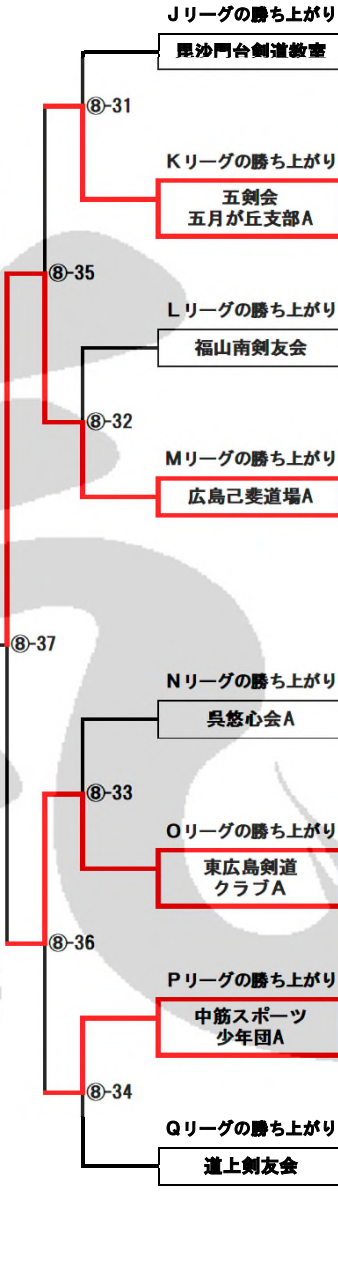 Jリーグの勝ち上がり
毘沙門台剣道教室
⑧-31
Kリーグの勝ち上がり
五剣会
五月が丘支部A
⑧-35
Lリーグの勝ち上がり
福山南剣友会
⑧-32
Mリーグの勝ち上がり
広島己斐道場A
⑧-37
Nリーグの勝ち上がり
呉悠心会A
⑧-33
Oリーグの勝ち上がり
東広島剣道
クラブA
⑧-36
Pリーグの勝ち上がり
中筋スポーツ
少年団A
⑧-34
Qリーグの勝ち上がり
道上剣友会